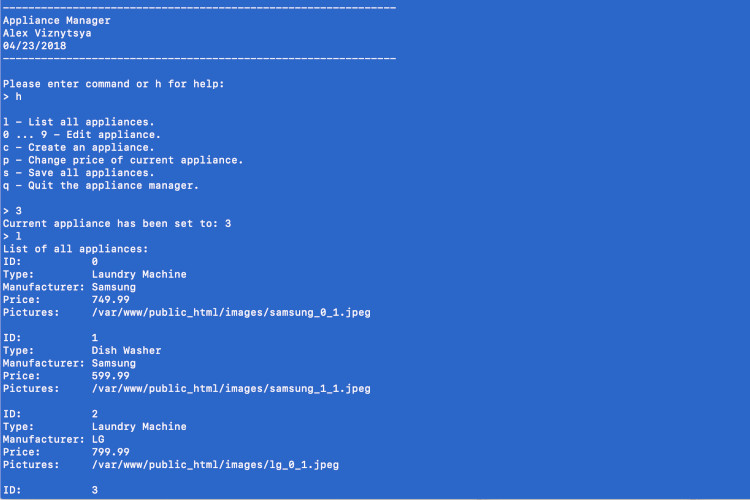 --------------------------------------------------------------
Appliance Manager
Alex Viznytsya
04/23/2018
--------------------------------------------------------------
Please enter command or h for help:
> h
l - List all appliances.
0 ... 9 - Edit appliance.
c - Create an appliance.
p - Change price of current appliance.
s - Save all appliances.
q - Quit the appliance manager.
> 3
Current appliance has been set to: 3
> l
List of all appliances:
ID:           0
Type:         Laundry Machine
Manufacturer: Samsung
Price:        749.99
Pictures:     /var/www/public_html/images/samsung_0_1.jpeg
ID:           1
Type:         Dish Washer
Manufacturer: Samsung
Price:        599.99
Pictures:     /var/www/public_html/images/samsung_1_1.jpeg
ID:           2
Type:         Laundry Machine
Manufacturer: LG
Price:        799.99
Pictures:     /var/www/public_html/images/lg_0_1.jpeg
ID:           3